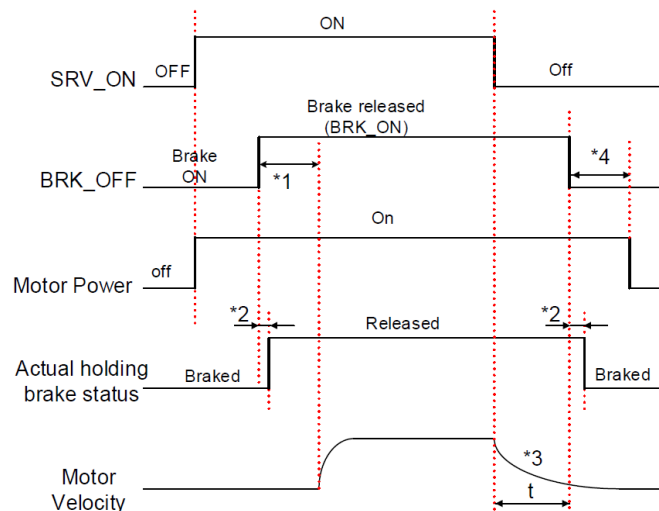 ON
SRV_ON
OFF
Off
Brake released
(BRK_ON)
Brake
ON
*1
*4
BRK_OFF
On
off
Motor Power
*2
*2
Released
Actual holding
brake status
Braked
Braked
*3
Motor
Velocity
t